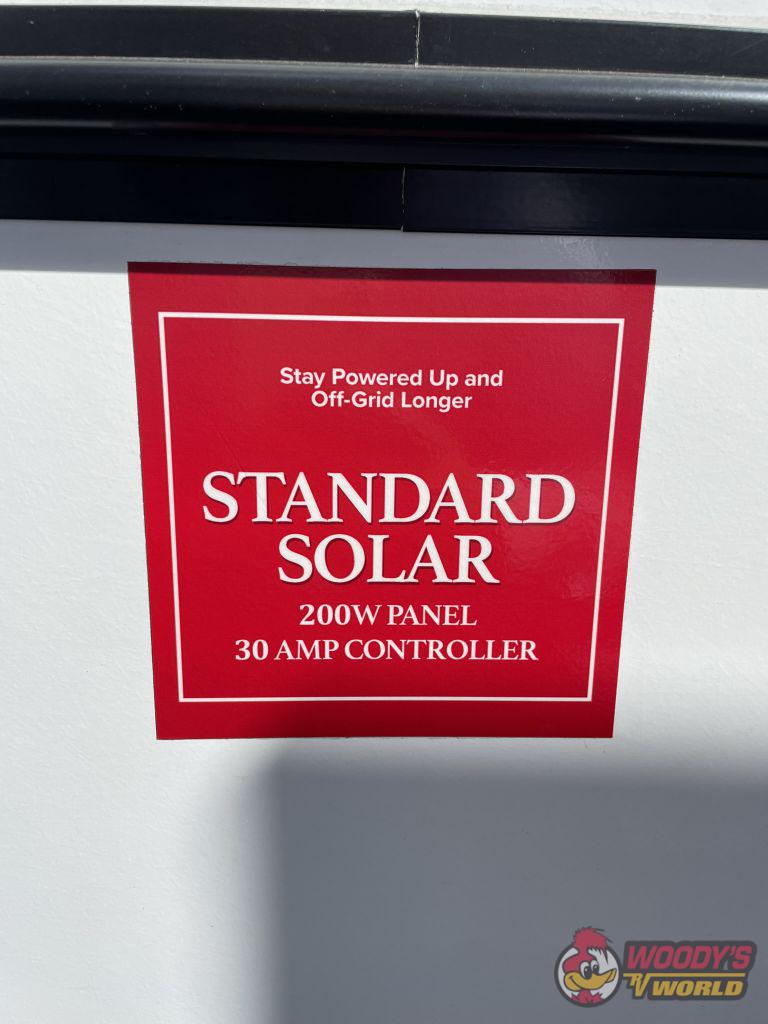 Stay Powered Up and
Off-Grid Longer
STANDARD
SOLAR
200W PANEL
30 AMP CONTROLLER
WOODY'S
RV WORLD